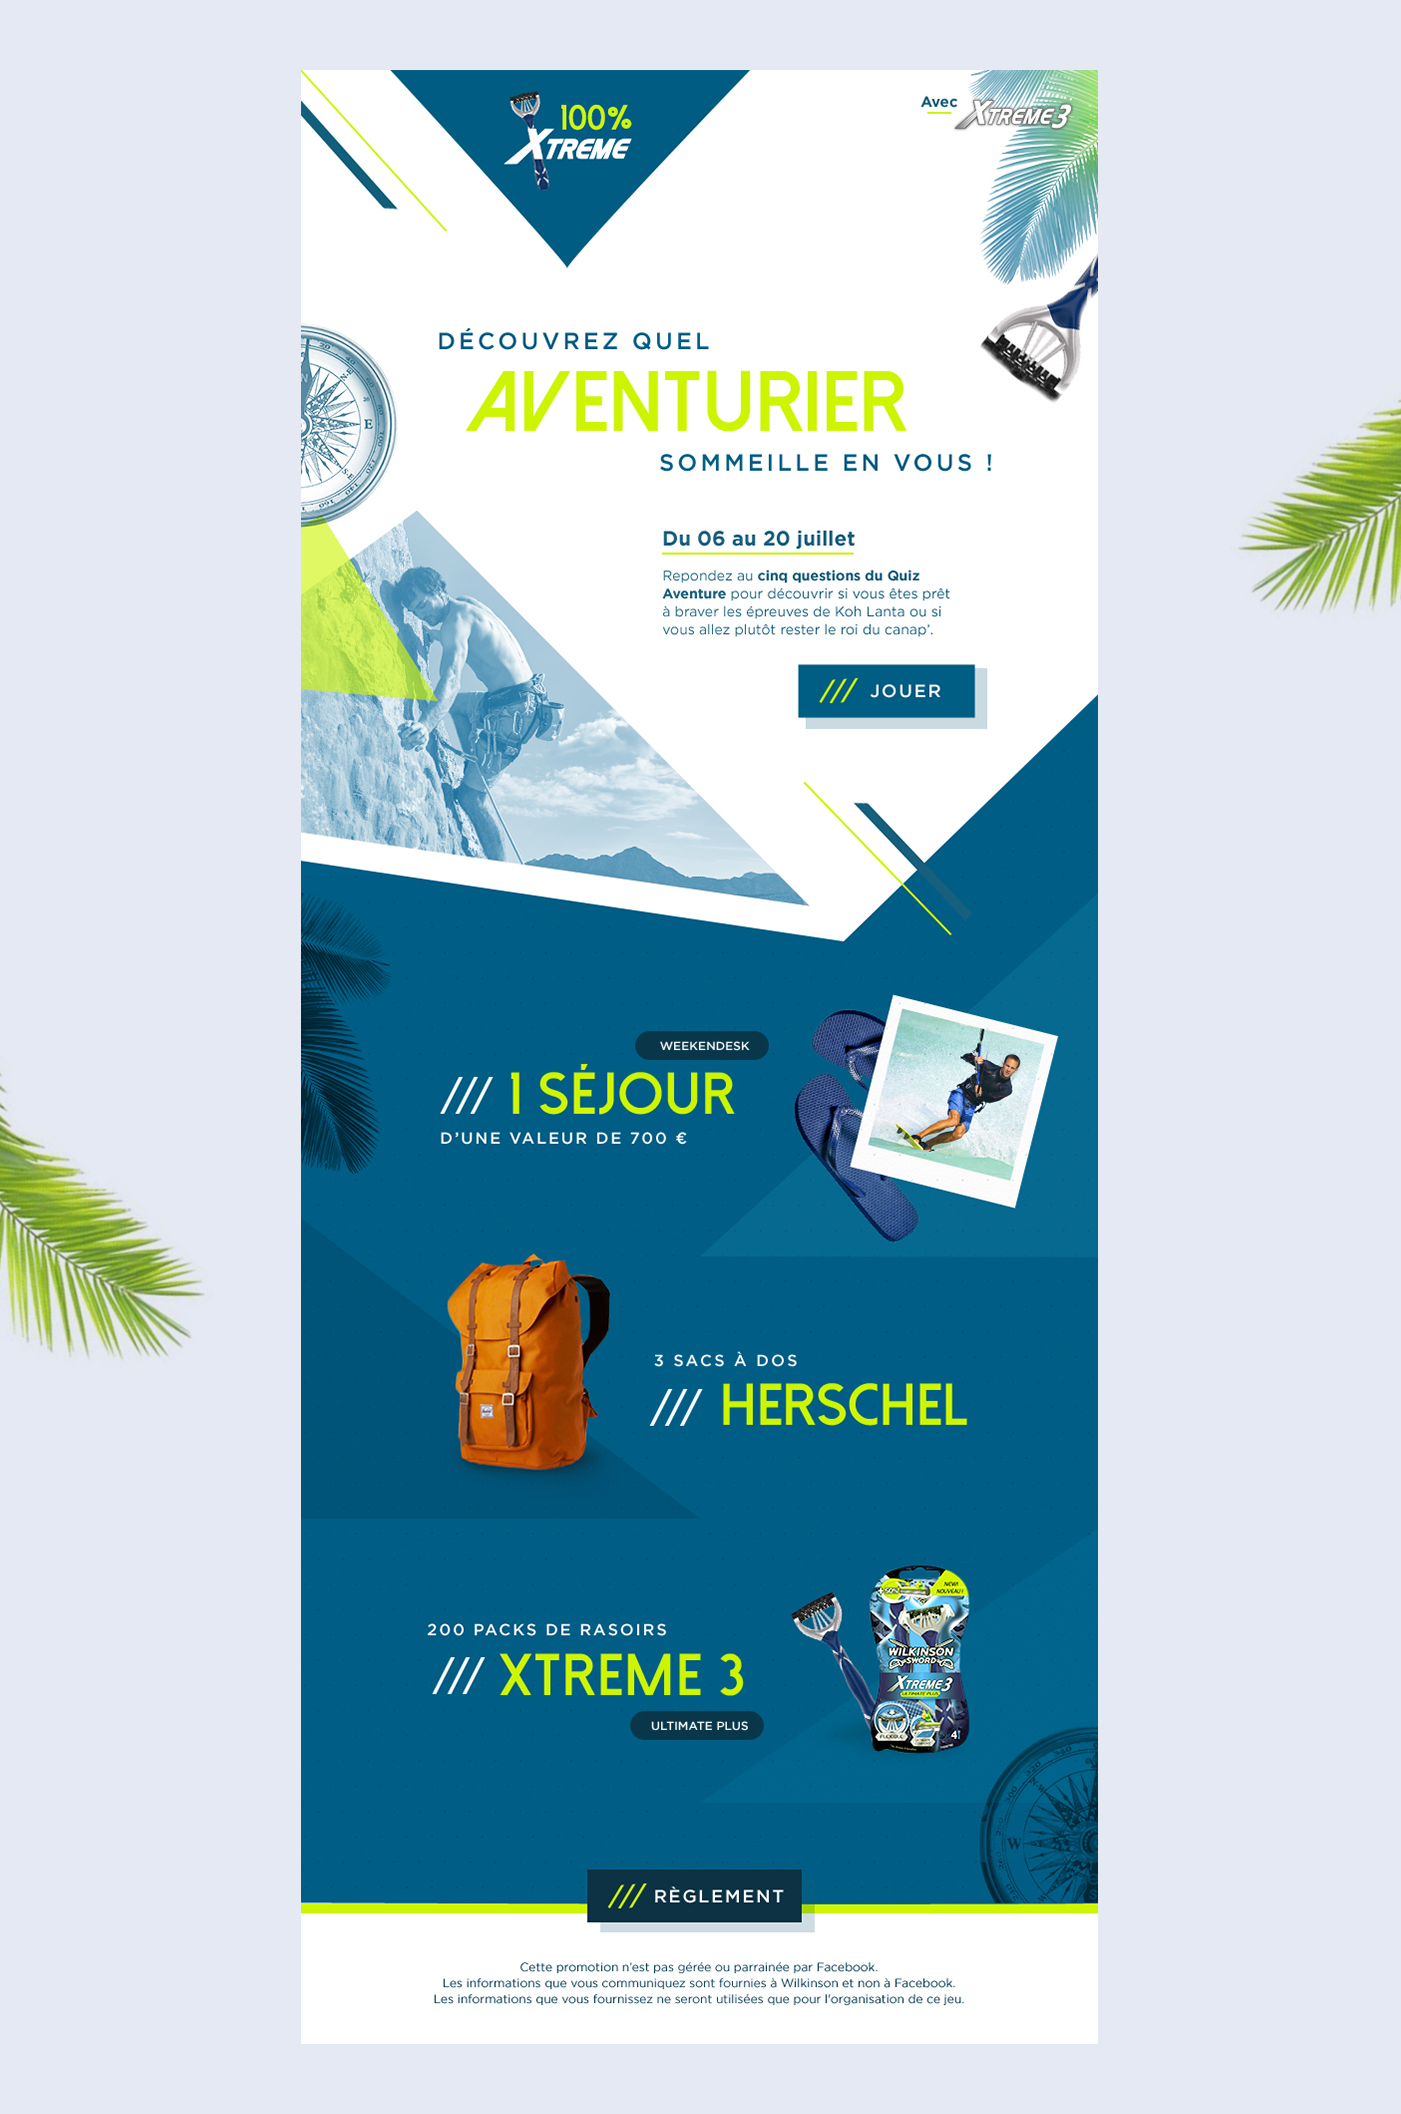 100%
XTREME
Avec XTREME 3
DÉCOUVREZ QUEL
AVENTURIER
SOMMEILLE EN VOUS !
Du 06 au 20 juillet
Repondez au cinq questions du Quiz
Aventure pour découvrir si vous êtes prêt
à braver les épreuves de Koh Lanta ou si
vous allez plutôt rester le roi du canap’.
/// JOUER
WEEKENDESK
/// 1 SÉJOUR
D’UNE VALEUR DE 700 €
3 SACS À DOS
/// HERSCHEL
200 PACKS DE RASOIRS
/// XTREME 3
ULTIMATE PLUS
NEW!
NOUVEAU!
WILKINSON
SWORD
XTREME 3
ULTIMATE PLUS
4
/// RÈGLEMENT
Cette promotion n’est pas gérée ou parrainée par Facebook.
Les informations que vous communiquez sont fournies à Wilkinson et non à Facebook.
Les informations que vous fournissez ne seront utilisées que pour l'organisation de ce jeu.